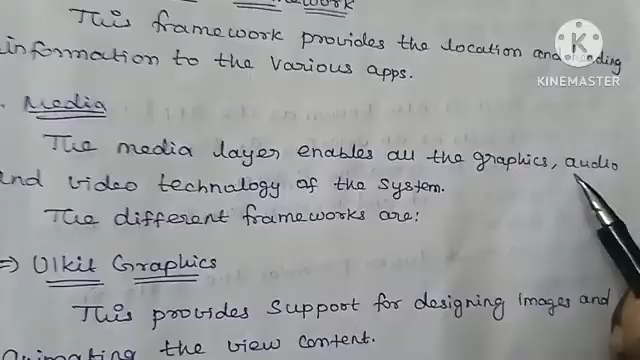 This framework provides the location and heading
information to the various apps.
Media
The media layer enables all the graphics, audio
and video technology of the system.
The different frameworks are:
=> UIkit Graphics
This provides support for designing images and
animating the view content.
K
KINEMASTER